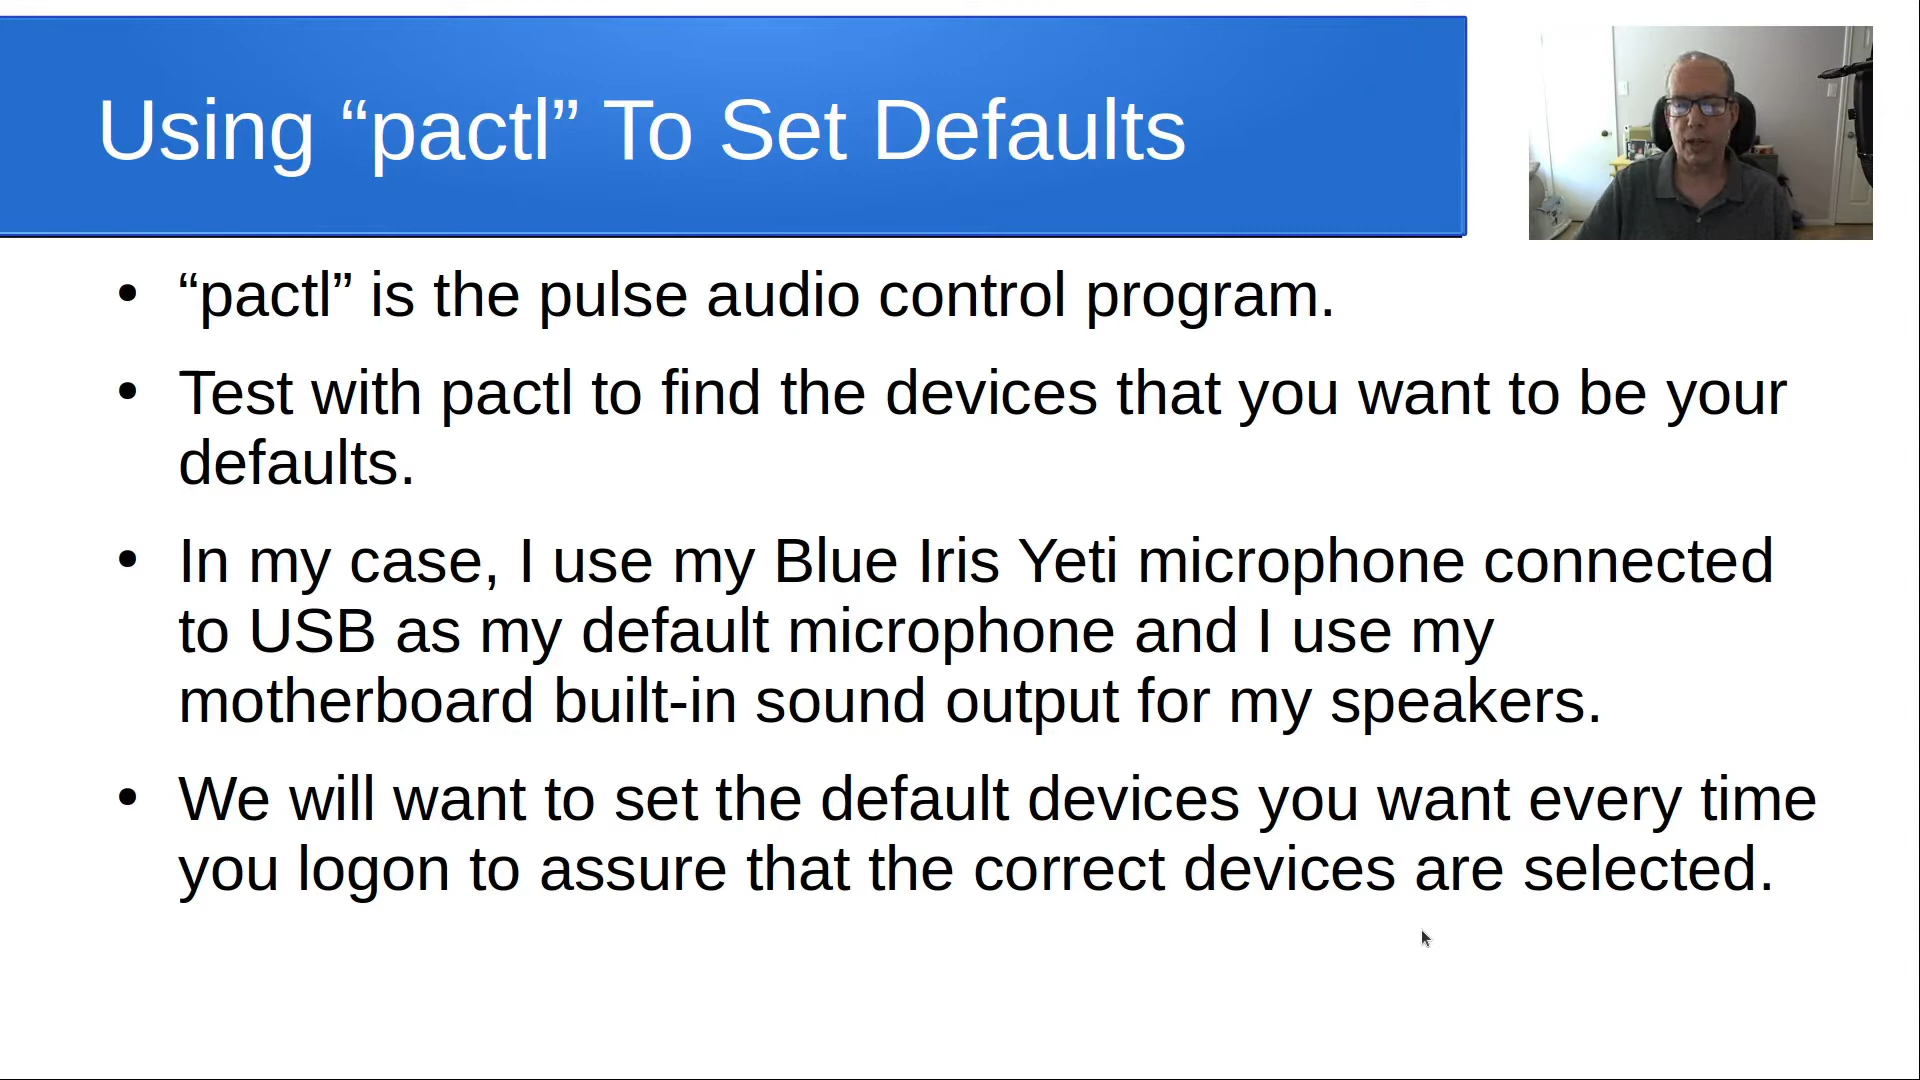 Using “pactl” To Set Defaults
• “pactl” is the pulse audio control program.
• Test with pactl to find the devices that you want to be your
defaults.
• In my case, I use my Blue Iris Yeti microphone connected
to USB as my default microphone and I use my
motherboard built-in sound output for my speakers.
• We will want to set the default devices you want every time
you logon to assure that the correct devices are selected.